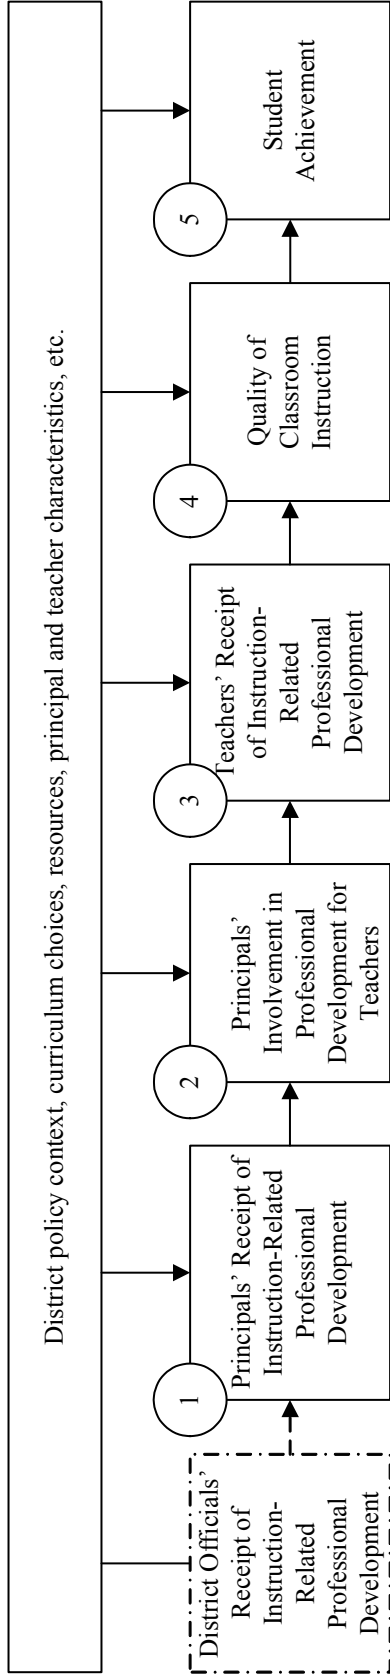 District policy context, curriculum choices, resources, principal and teacher characteristics, etc.
District Officials’
Receipt of
Instruction-
Related
Professional
Development
1
Principals’ Receipt of
Instruction-Related
Professional
Development
2
Principals’
Involvement in
Professional
Development for
Teachers
3
Teachers’ Receipt
of Instruction-
Related
Professional
Development
4
Quality of
Classroom
Instruction
5
Student
Achievement